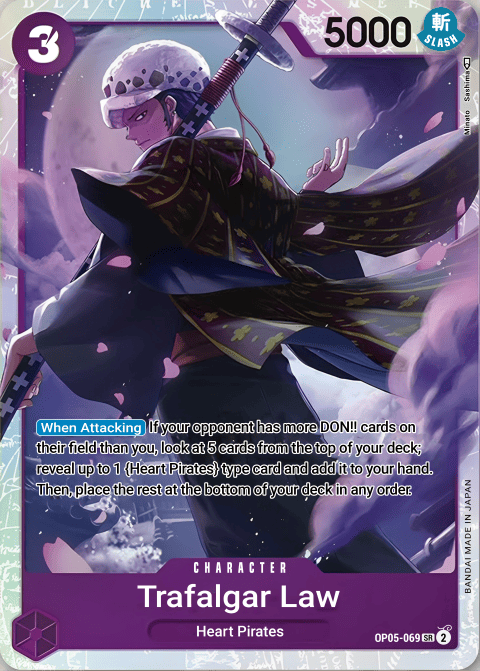 3
5000
斬
SLASH
Minato Sashima
When Attacking If your opponent has more DON!! cards on
their field than you, look at 5 cards from the top of your deck;
reveal up to 1 {Heart Pirates} type card and add it to your hand.
Then, place the rest at the bottom of your deck in any order.
BANDAI MADE IN JAPAN
CHARACTER
Trafalgar Law
Heart Pirates
OP05-069 SR 2